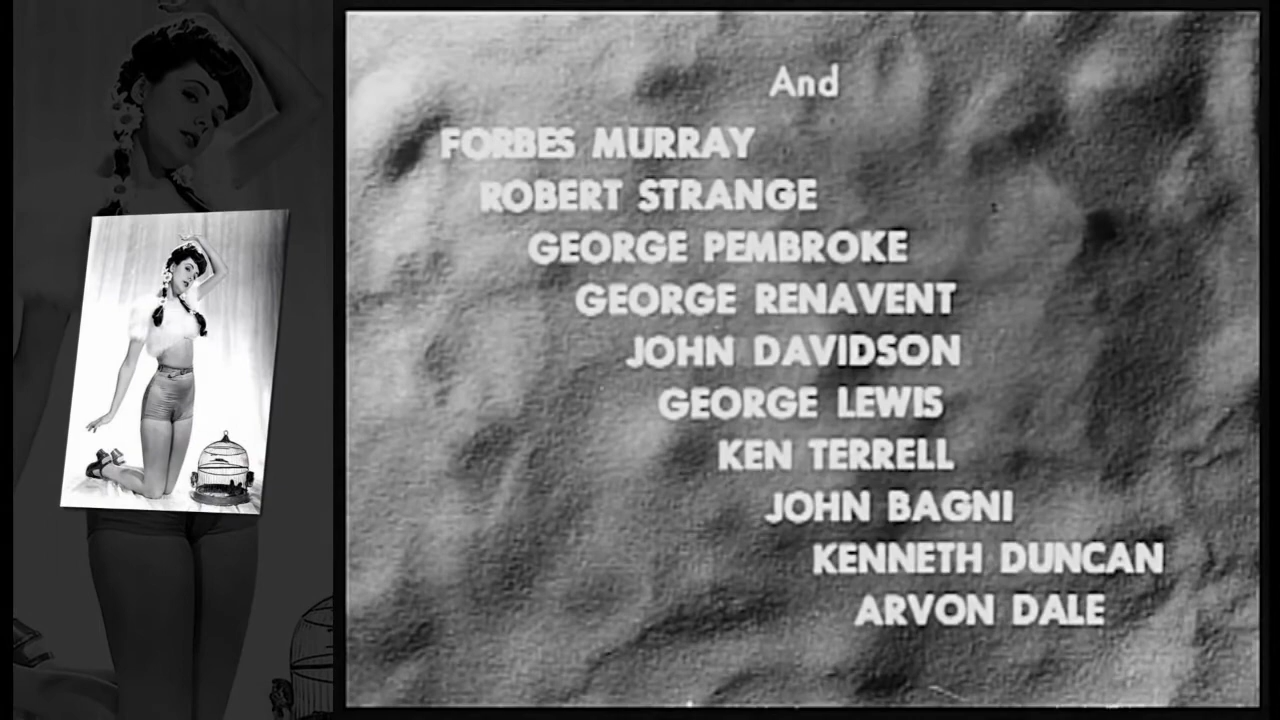 And
FORBES MURRAY
ROBERT STRANGE
GEORGE PEMBROKE
GEORGE RENAVENT
JOHN DAVIDSON
GEORGE LEWIS
KEN TERRELL
JOHN BAGNI
KENNETH DUNCAN
ARVON DALE